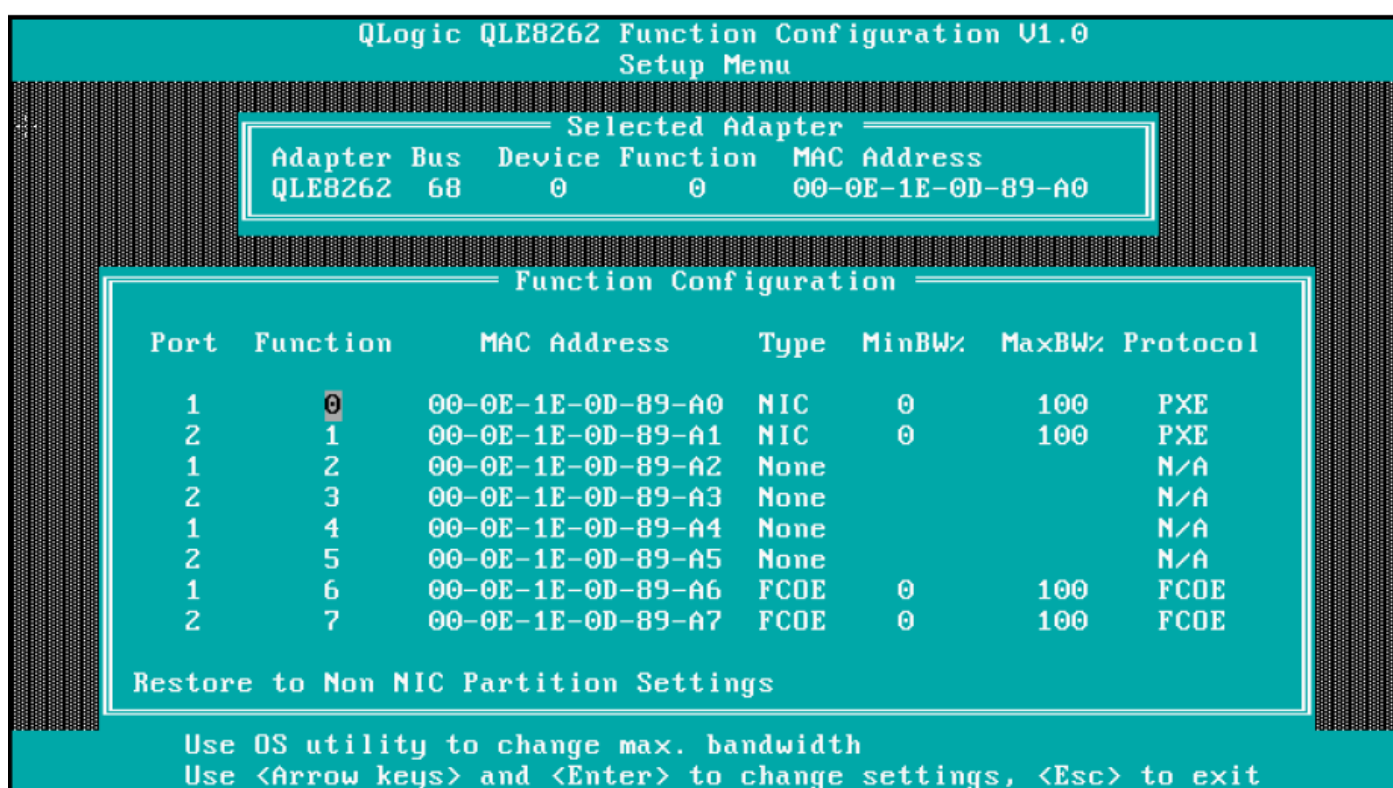 QLogic QLE8262 Function Configuration V1.0
Setup Menu
Selected Adapter
Adapter Bus Device Function MAC Address
QLE8262 68 0 0 00-0E-1E-0D-89-A0
Function Configuration
Port Function MAC Address Type MinBW% MaxBW% Protocol
1 0 00-0E-1E-0D-89-A0 NIC 0 100 PXE
2 1 00-0E-1E-0D-89-A1 NIC 0 100 PXE
1 2 00-0E-1E-0D-89-A2 None N/A
2 3 00-0E-1E-0D-89-A3 None N/A
1 4 00-0E-1E-0D-89-A4 None N/A
2 5 00-0E-1E-0D-89-A5 None N/A
1 6 00-0E-1E-0D-89-A6 FCOE 0 100 FCOE
2 7 00-0E-1E-0D-89-A7 FCOE 0 100 FCOE
Restore to Non NIC Partition Settings
Use OS utility to change max. bandwidth
Use <Arrow keys> and <Enter> to change settings, <Esc> to exit